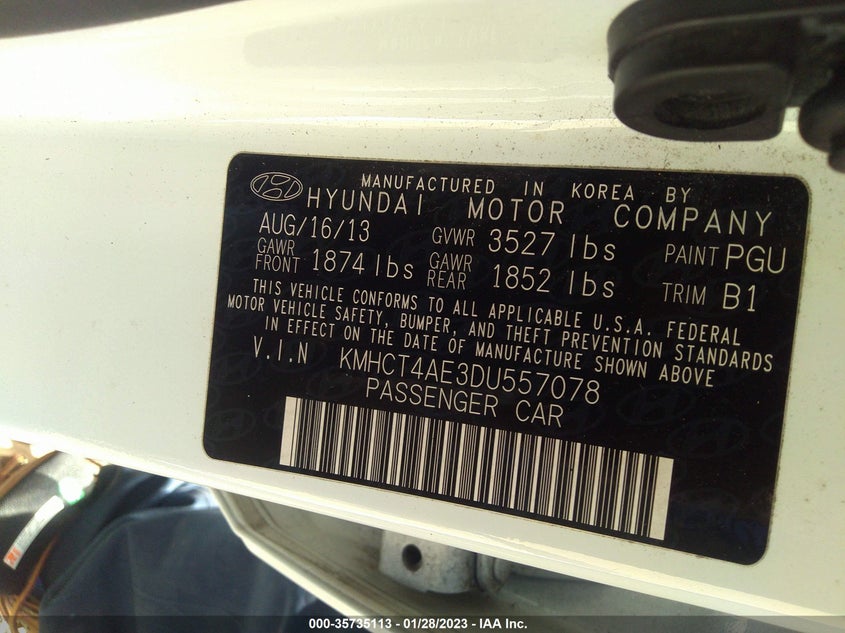 MANUFACTURED IN KOREA BY
HYUNDAI MOTOR COMPANY
AUG/16/13 GVWR 3527 lbs PAINT PGU
GAWR FRONT 1874 lbs GAWR REAR 1852 lbs TRIM B1
THIS VEHICLE CONFORMS TO ALL APPLICABLE U.S.A. FEDERAL
MOTOR VEHICLE SAFETY, BUMPER, AND THEFT PREVENTION STANDARDS
IN EFFECT ON THE DATE OF MANUFACTURE SHOWN ABOVE
V.I.N KMHCT4AE3DU557078
PASSENGER CAR
000-35735113 - 01/28/2023 - IAA Inc.